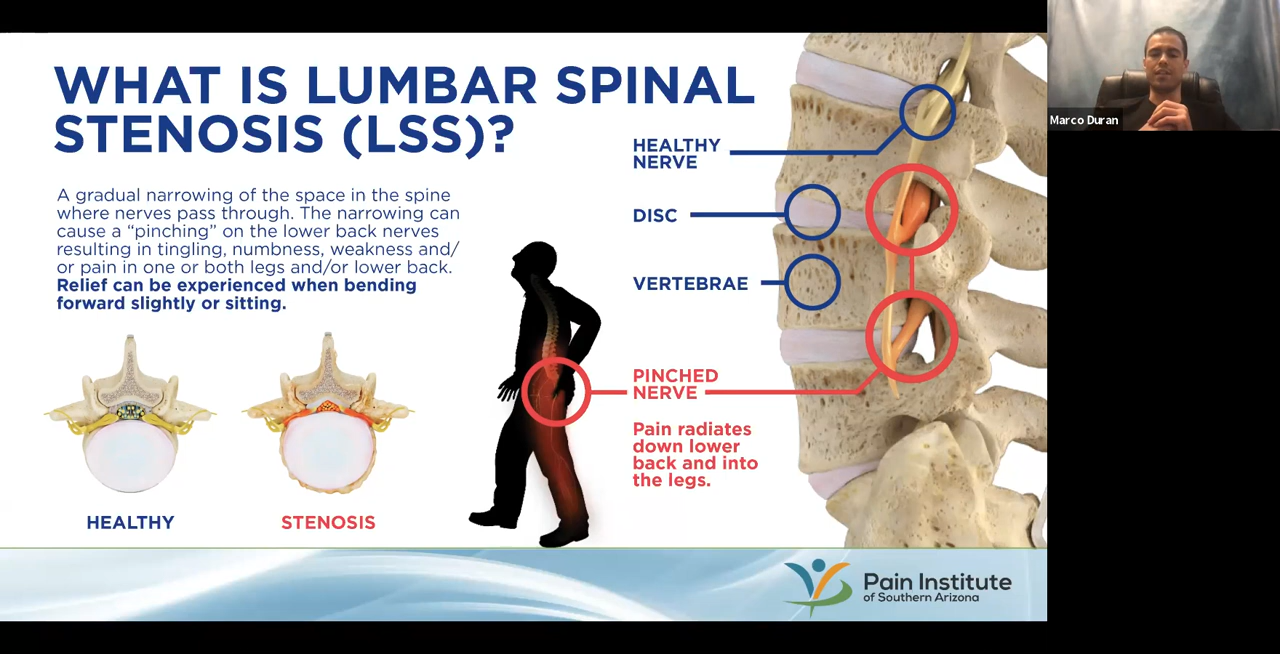 WHAT IS LUMBAR SPINAL
STENOSIS (LSS)?
A gradual narrowing of the space in the spine
where nerves pass through. The narrowing can
cause a “pinching” on the lower back nerves
resulting in tingling, numbness, weakness and/
or pain in one or both legs and/or lower back.
Relief can be experienced when bending
forward slightly or sitting.
HEALTHY
STENOSIS
HEALTHY
NERVE
DISC
VERTEBRAE
PINCHED
NERVE
Pain radiates
down lower
back and into
the legs.
Pain Institute
of Southern Arizona
Marco Duran